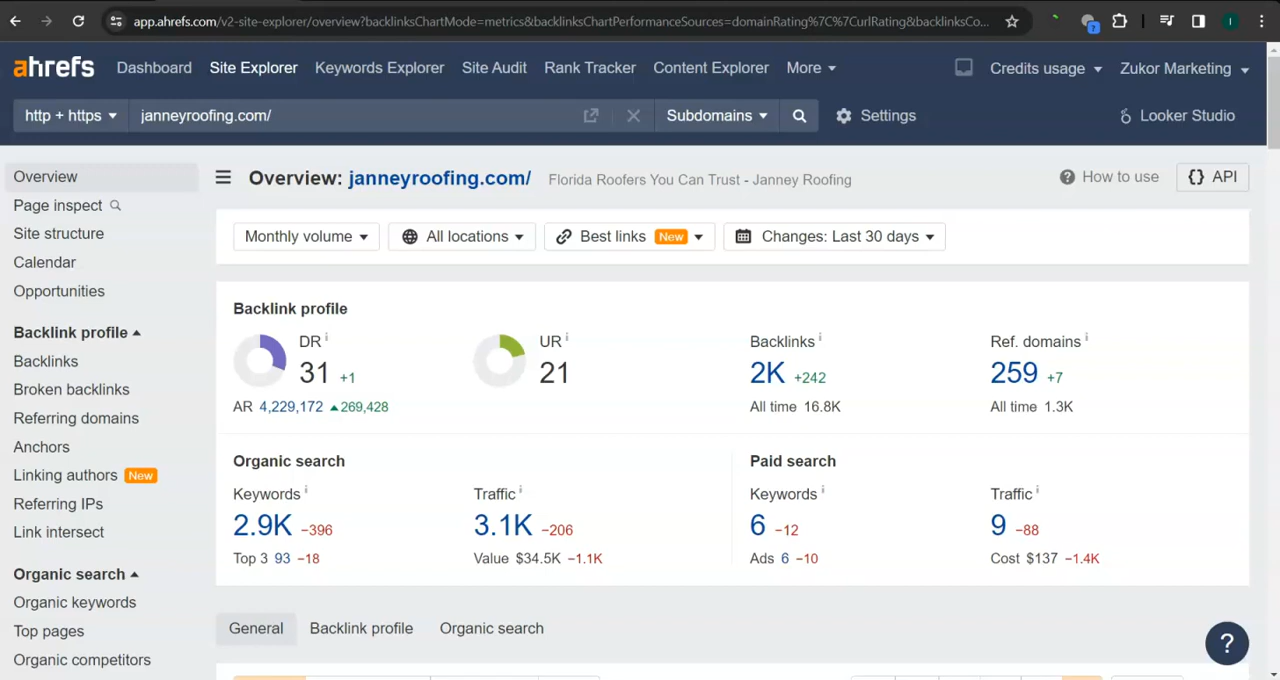 app.ahrefs.com/v2-site-explorer/overview?backlinksChartMode=metrics&backlinksChartPerformanceSources=domainRating%7C%7CurlRating&backlinksCo...
I
ahrefs Dashboard Site Explorer Keywords Explorer Site Audit Rank Tracker Content Explorer More Credits usage Zukor Marketing
http + https janneyroofing.com/ Subdomains Settings Looker Studio
Overview
Page inspect
Site structure
Calendar
Opportunities
Backlink profile
Backlinks
Broken backlinks
Referring domains
Anchors
Linking authors New
Referring IPs
Link intersect
Organic search
Organic keywords
Top pages
Organic competitors
Overview: janneyroofing.com/ Florida Roofers You Can Trust - Janney Roofing ? How to use {} API
Monthly volume All locations Best links New Changes: Last 30 days
Backlink profile
DR i UR i Backlinks i Ref. domains i
31 +1 21 2K +242 259 +7
AR 4,229,172 269,428 All time 16.8K All time 1.3K
Organic search Paid search
Keywords i Traffic i Keywords i Traffic i
2.9K −396 3.1K −206 6 −12 9 −88
Top 3 93 −18 Value $34.5K −1.1K Ads 6 −10 Cost $137 −1.4K
General Backlink profile Organic search
?